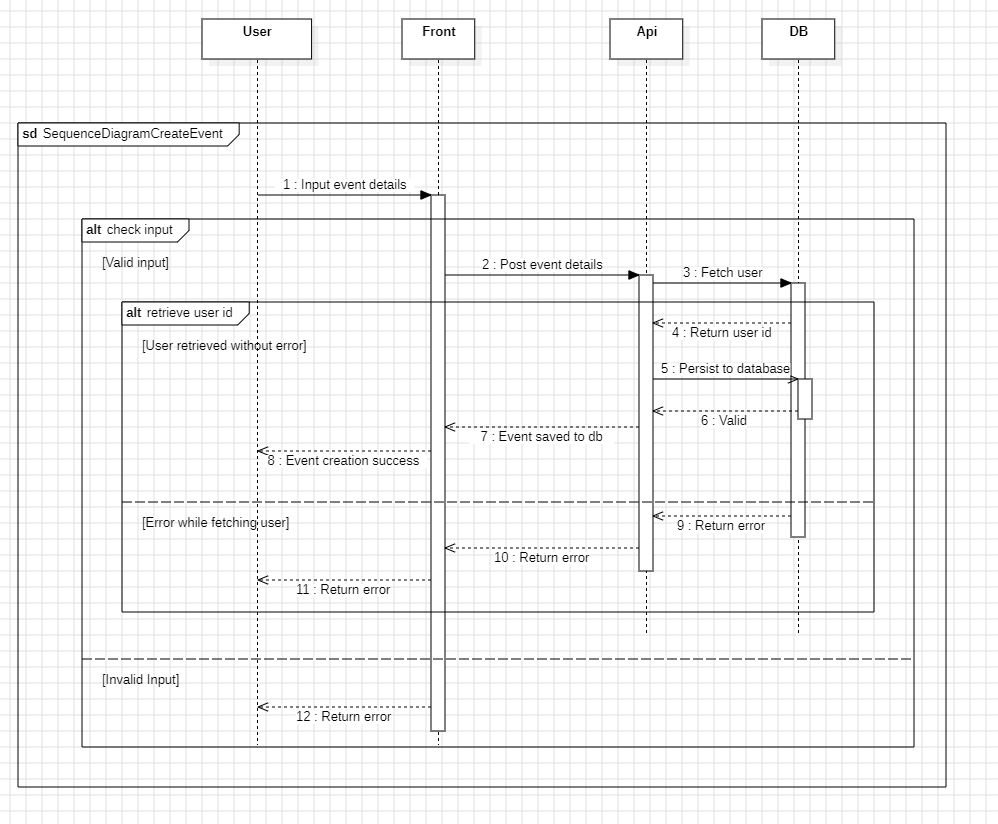 User
Front
Api
DB
sd SequenceDiagramCreateEvent
1 : Input event details
alt check input
[Valid input]
2 : Post event details
3 : Fetch user
alt retrieve user id
4 : Return user id
[User retrieved without error]
5 : Persist to database
6 : Valid
7 : Event saved to db
8 : Event creation success
[Error while fetching user]
9 : Return error
10 : Return error
11 : Return error
[Invalid Input]
12 : Return error